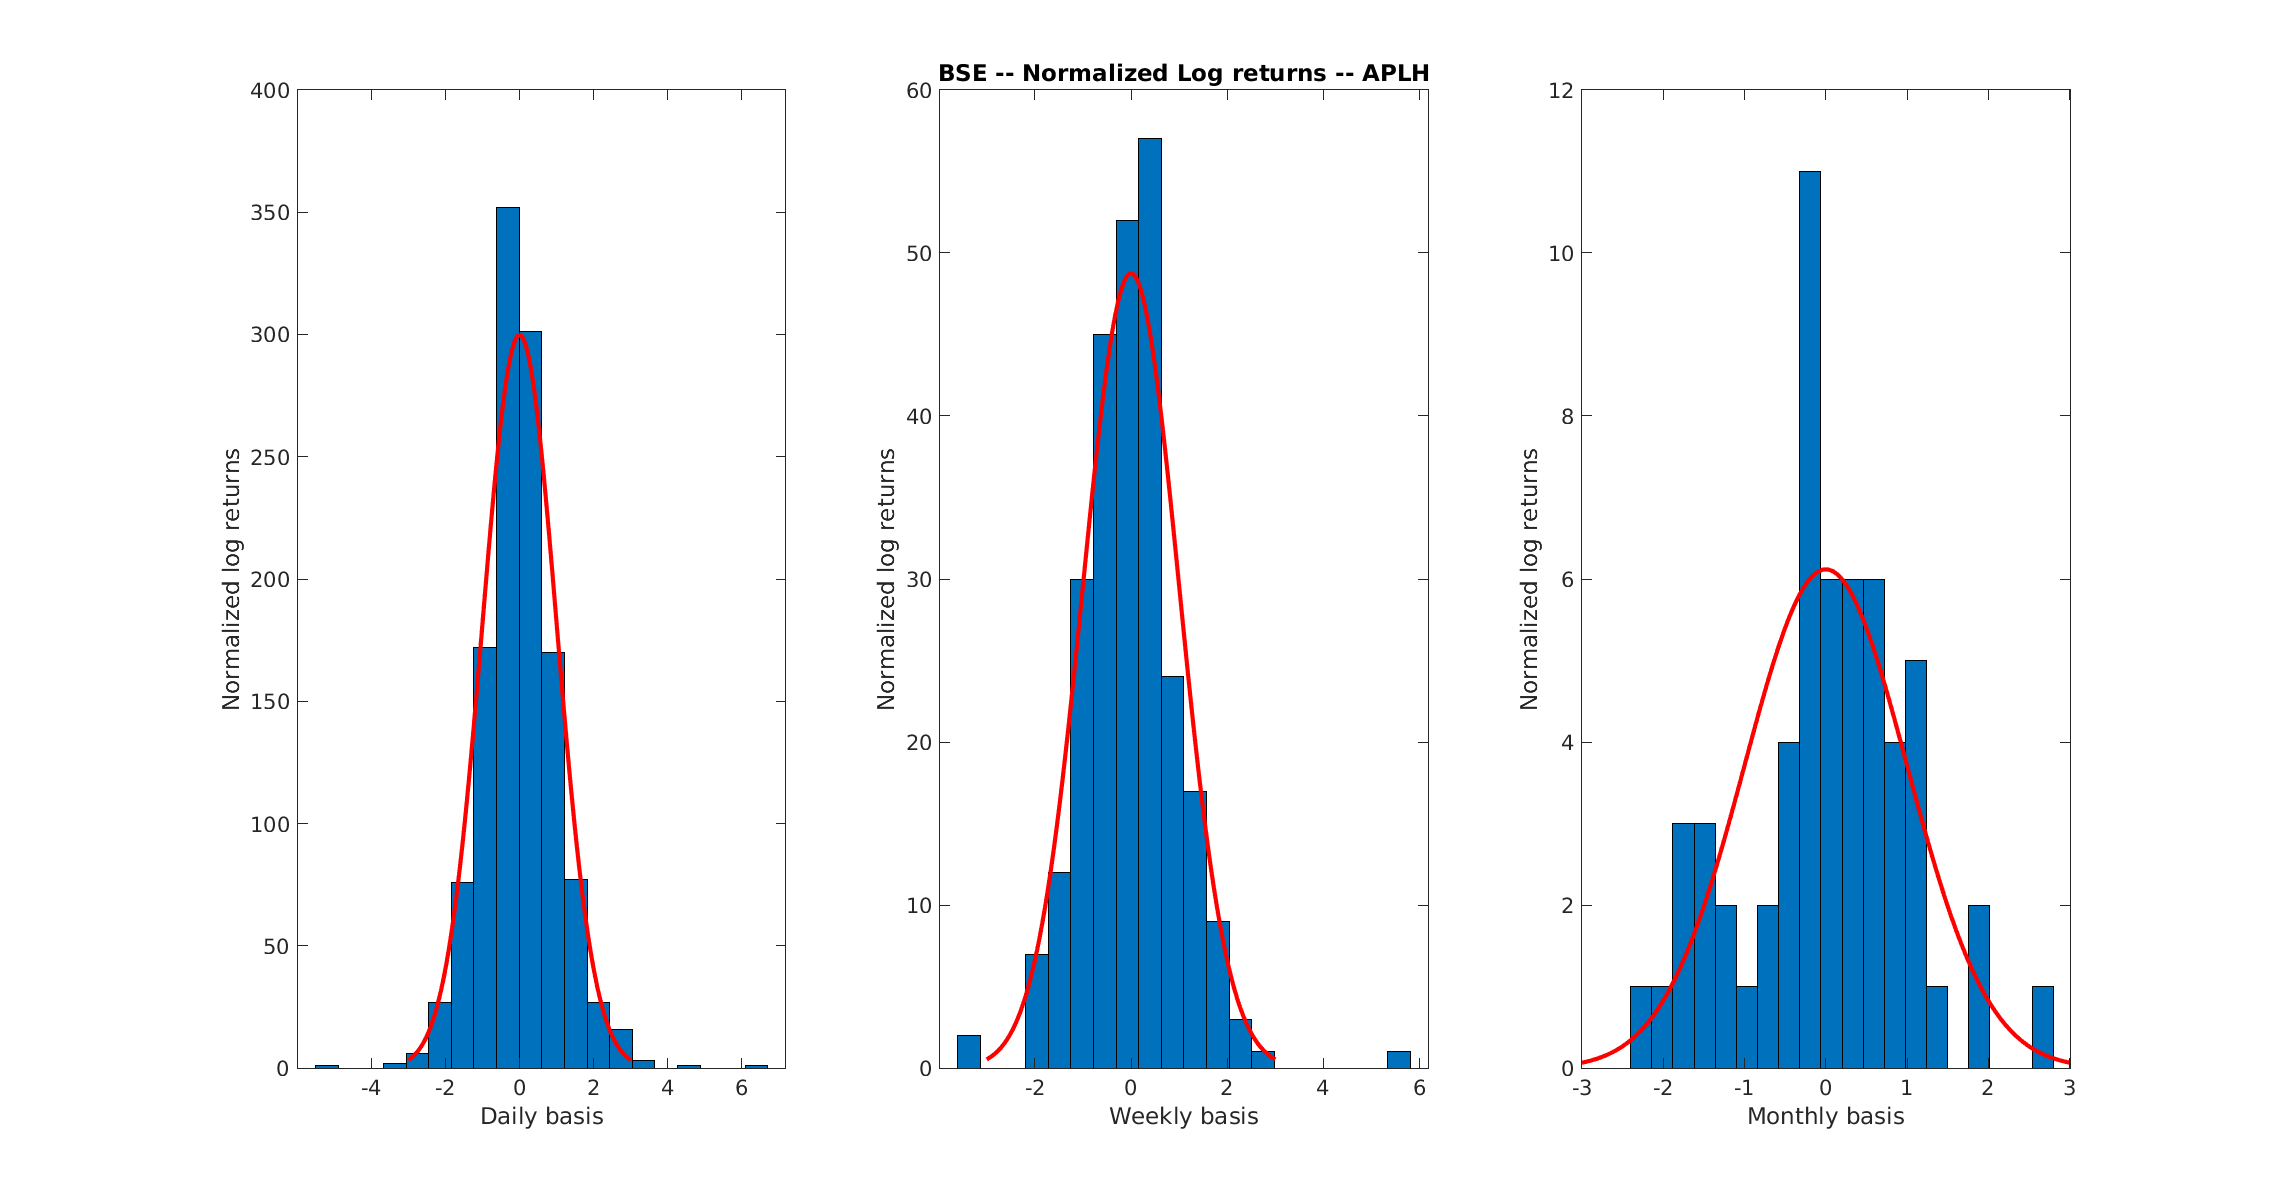 BSE -- Normalized Log returns -- APLH
400
350
300
250
200
150
100
50
0
Normalized log returns
-4 -2 0 2 4 6
Daily basis
60
50
40
30
20
10
0
Normalized log returns
-2 0 2 4 6
Weekly basis
12
10
8
6
4
2
0
Normalized log returns
-3 -2 -1 0 1 2 3
Monthly basis